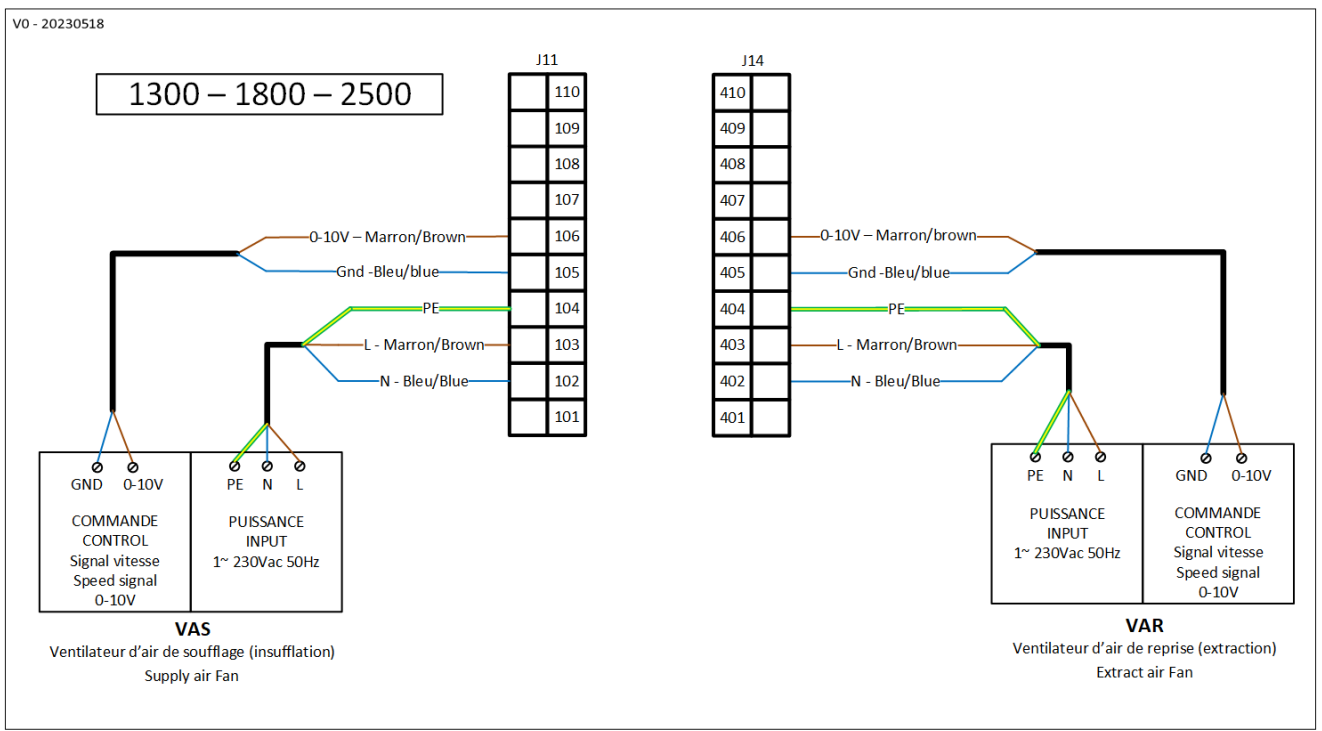 V0 - 20230518
1300 – 1800 – 2500
J11
110
109
108
107
106
105
104
103
102
101
0-10V – Marron/Brown
Gnd -Bleu/blue
PE
L - Marron/Brown
N - Bleu/Blue
J14
410
409
408
407
406
405
404
403
402
401
0-10V – Marron/brown
Gnd -Bleu/blue
PE
L - Marron/Brown
N - Bleu/Blue
GND 0-10V
COMMANDE
CONTROL
Signal vitesse
Speed signal
0-10V
PE N L
PUISSANCE
INPUT
1~ 230Vac 50Hz
VAS
Ventilateur d’air de soufflage (insufflation)
Supply air Fan
PE N L
PUISSANCE
INPUT
1~ 230Vac 50Hz
GND 0-10V
COMMANDE
CONTROL
Signal vitesse
Speed signal
0-10V
VAR
Ventilateur d’air de reprise (extraction)
Extract air Fan